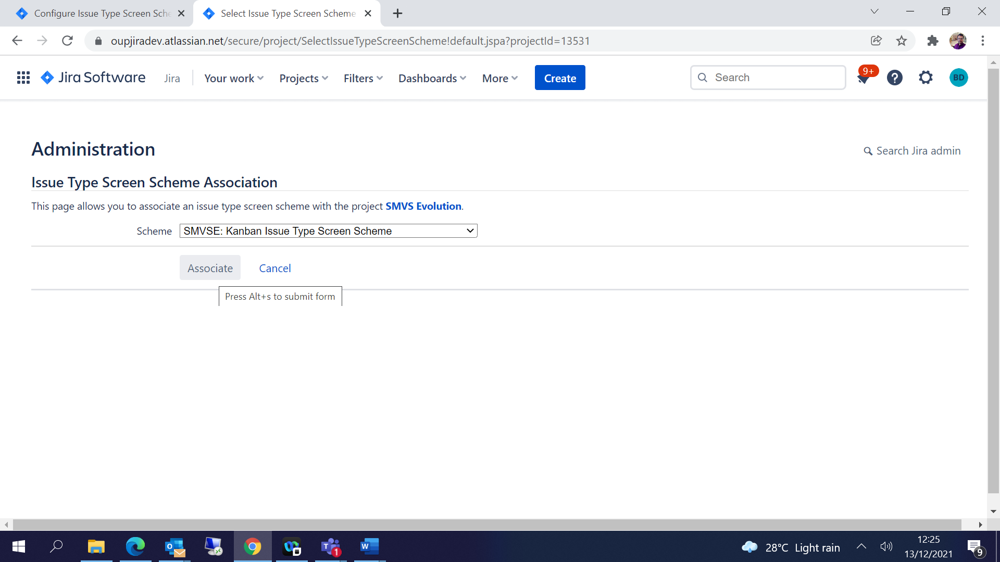 Configure Issue Type Screen Sche
Select Issue Type Screen Scheme
oupjiradev.atlassian.net/secure/project/SelectIssueTypeScreenScheme!default.jspa?projectId=13531
Jira Software
Jira
Your work
Projects
Filters
Dashboards
More
Create
Search
9+
BD
Administration
Search Jira admin
Issue Type Screen Scheme Association
This page allows you to associate an issue type screen scheme with the project SMVS Evolution.
Scheme
SMVSE: Kanban Issue Type Screen Scheme
Associate
Cancel
Press Alt+s to submit form
1
28°C Light rain
12:25
13/12/2021
9